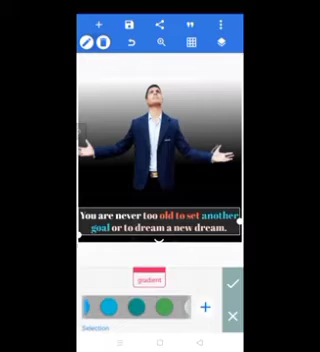 You are never too old to set another
goal or to dream a new dream.
gradient
Selection